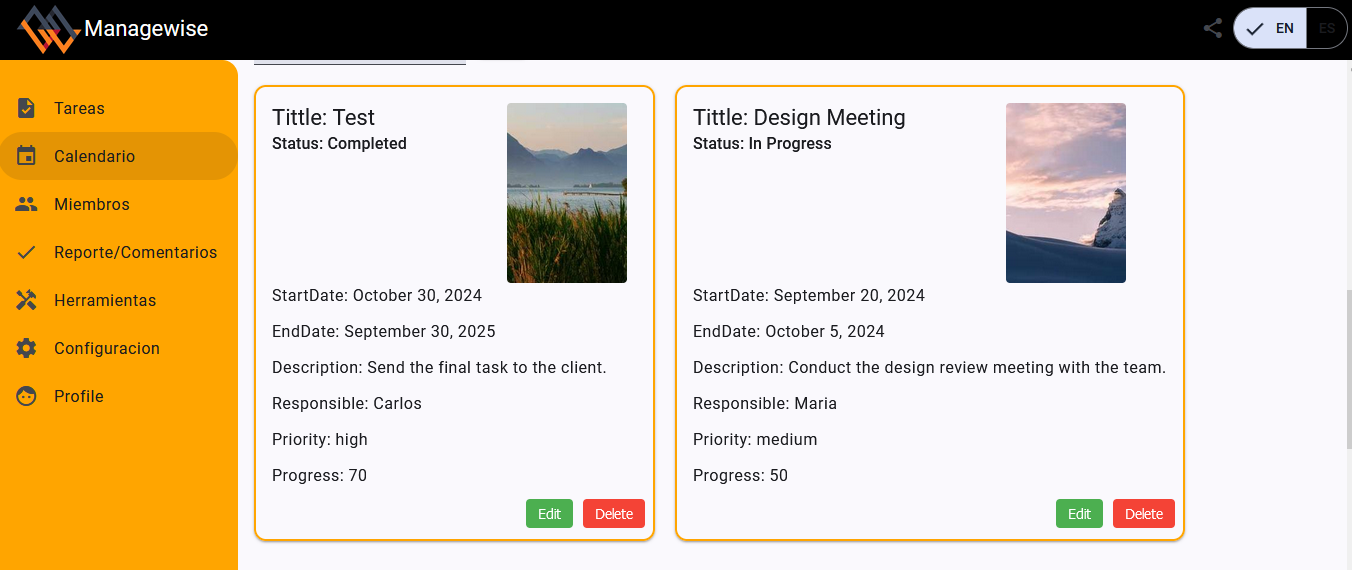 Managewise
EN
ES
Tareas
Calendario
Miembros
Reporte/Comentarios
Herramientas
Configuracion
Profile
Tittle: Test
Status: Completed
StartDate: October 30, 2024
EndDate: September 30, 2025
Description: Send the final task to the client.
Responsible: Carlos
Priority: high
Progress: 70
Edit
Delete
Tittle: Design Meeting
Status: In Progress
StartDate: September 20, 2024
EndDate: October 5, 2024
Description: Conduct the design review meeting with the team.
Responsible: Maria
Priority: medium
Progress: 50
Edit
Delete